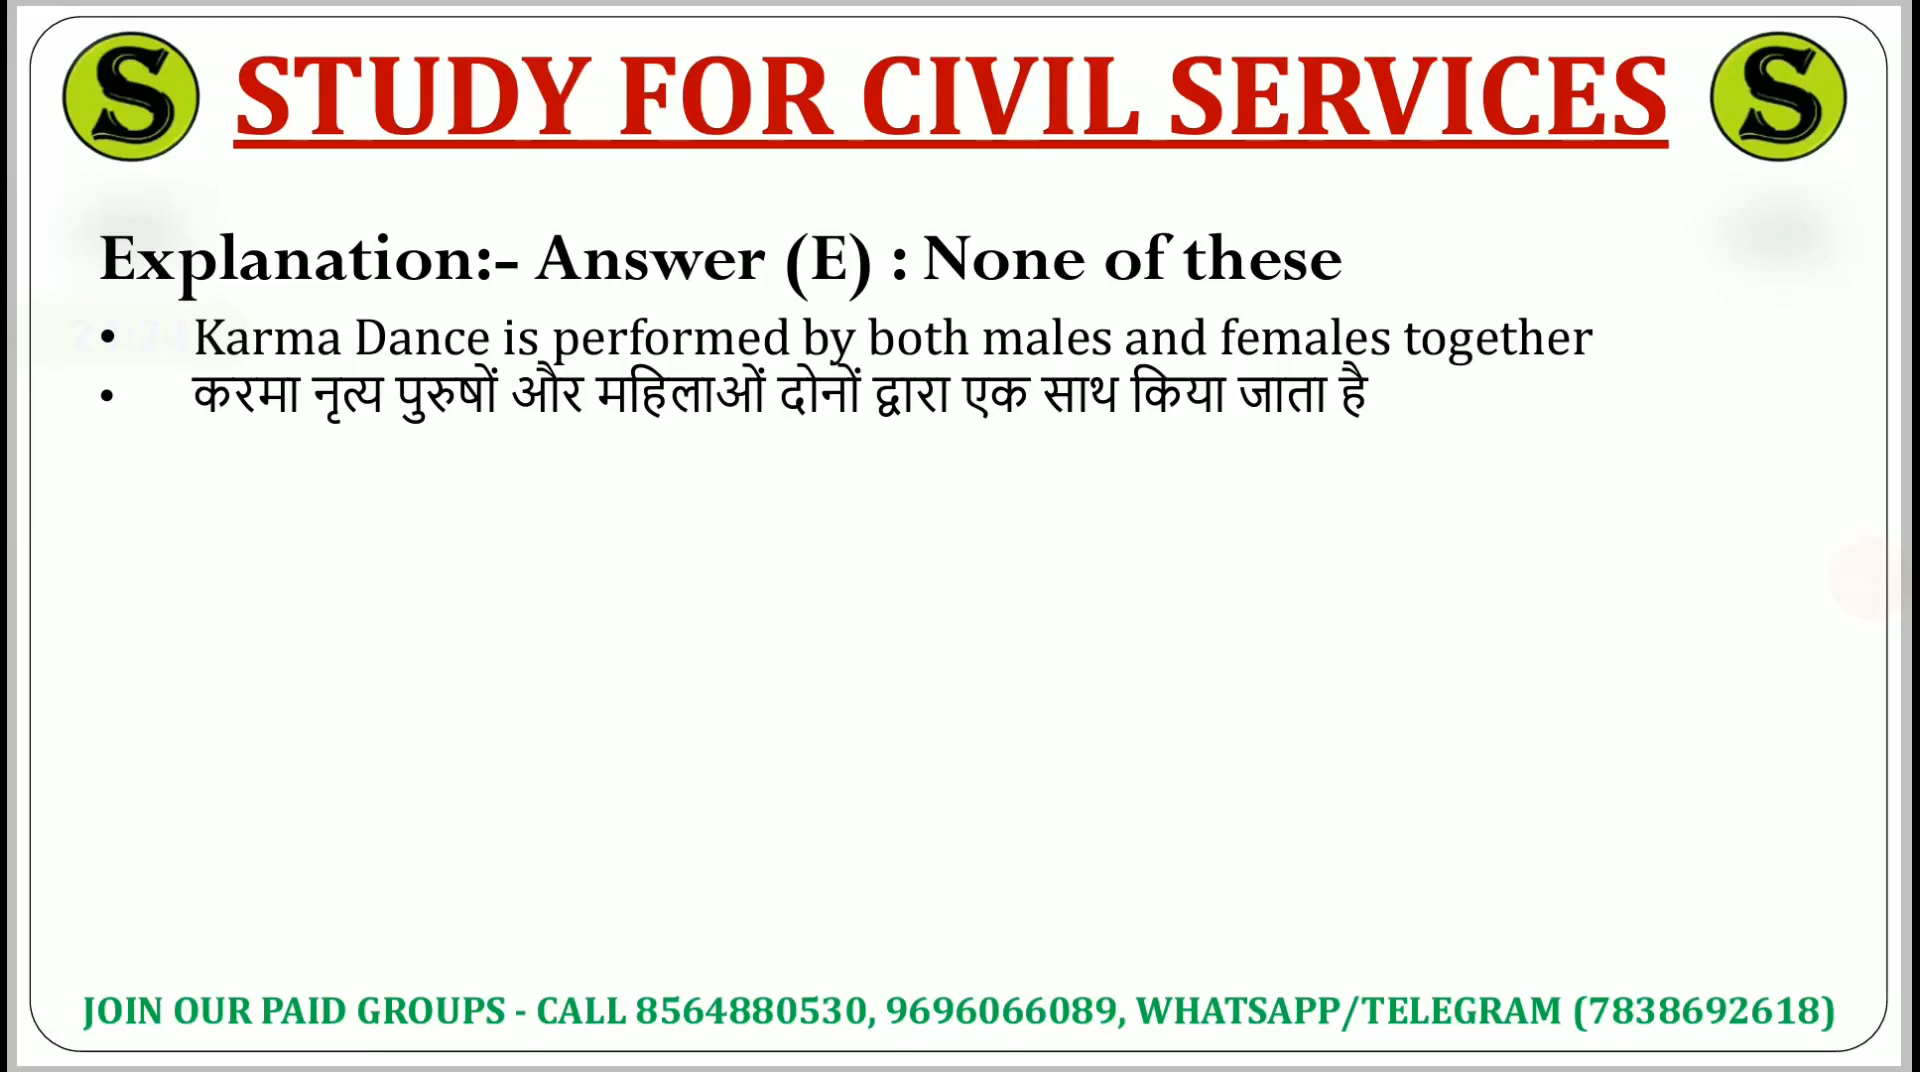 S STUDY FOR CIVIL SERVICES S
Explanation:- Answer (E) : None of these
• Karma Dance is performed by both males and females together
• करमा नृत्य पुरुषों और महिलाओं दोनों द्वारा एक साथ किया जाता है
JOIN OUR PAID GROUPS - CALL 8564880530, 9696066089, WHATSAPP/TELEGRAM (7838692618)